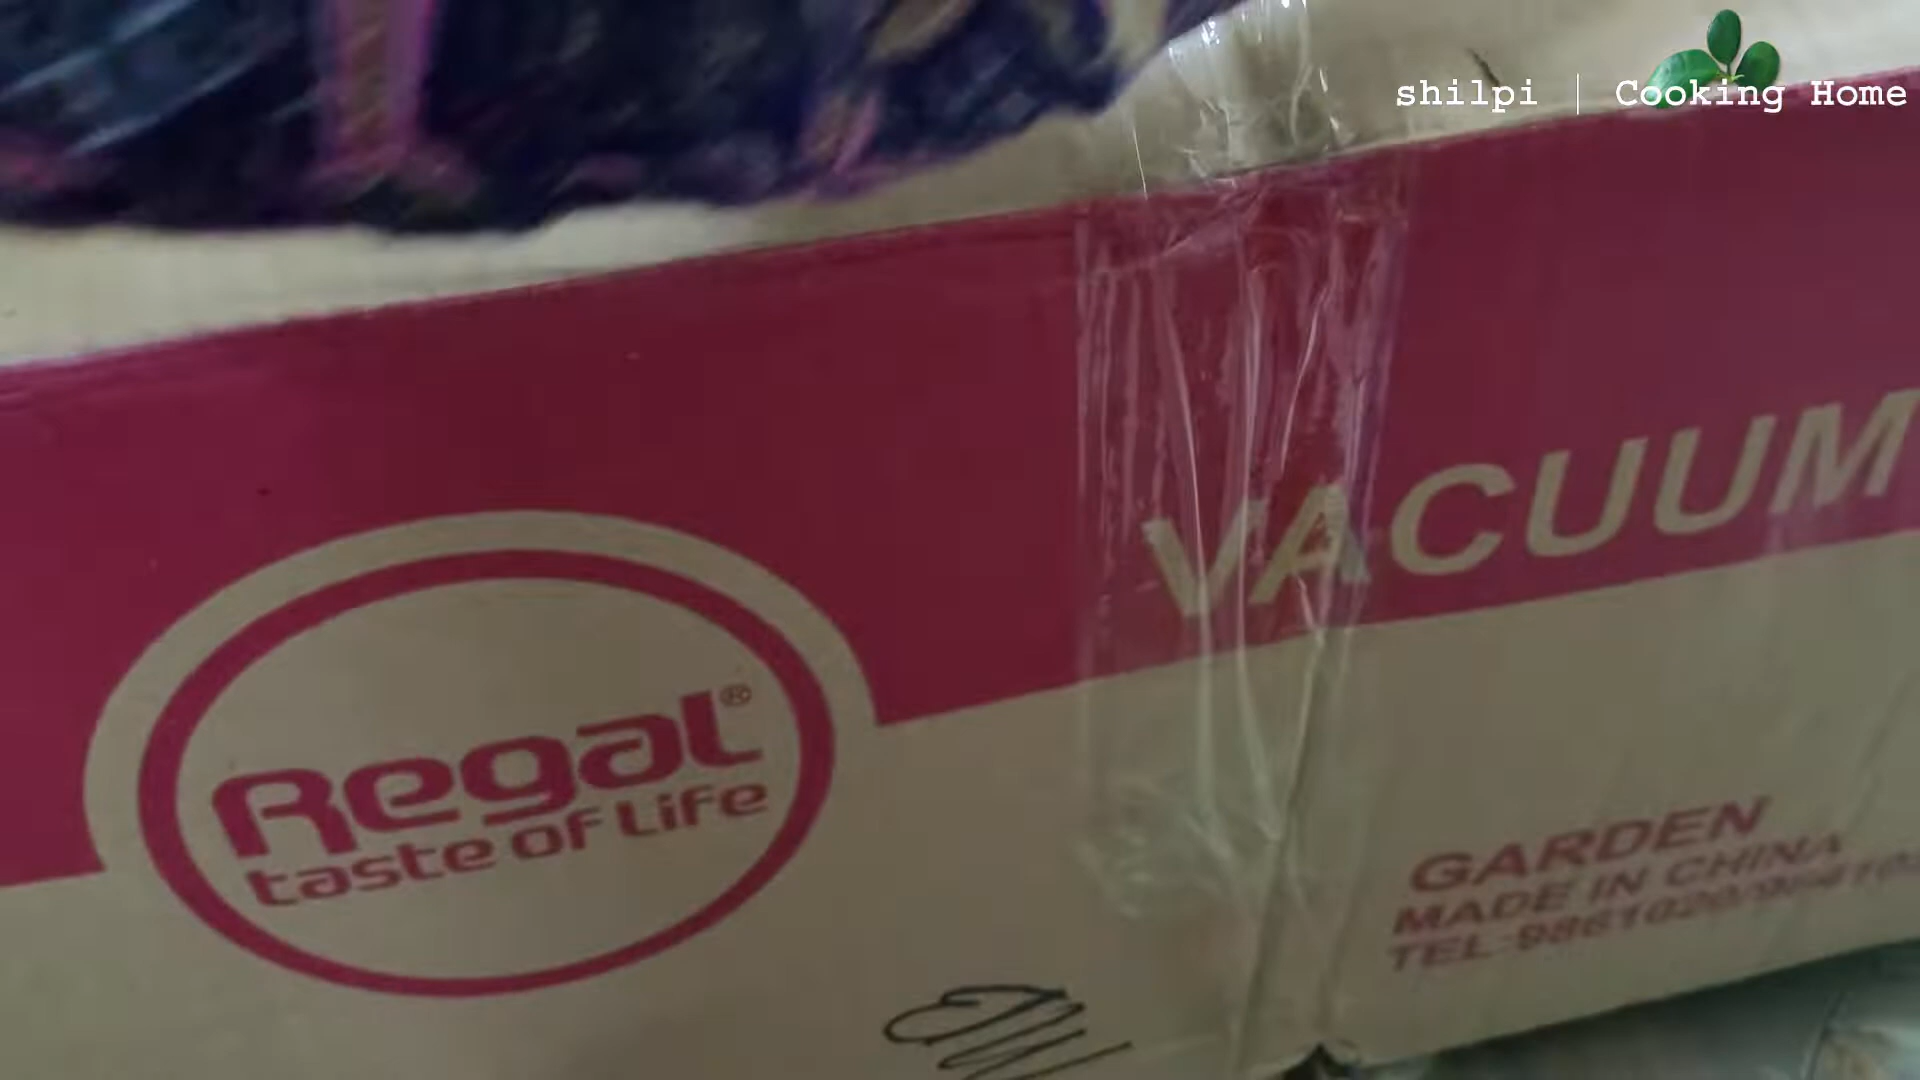 shilpi | Cooking Home
VACUUM
Regal®
taste of Life
GARDEN
MADE IN CHINA